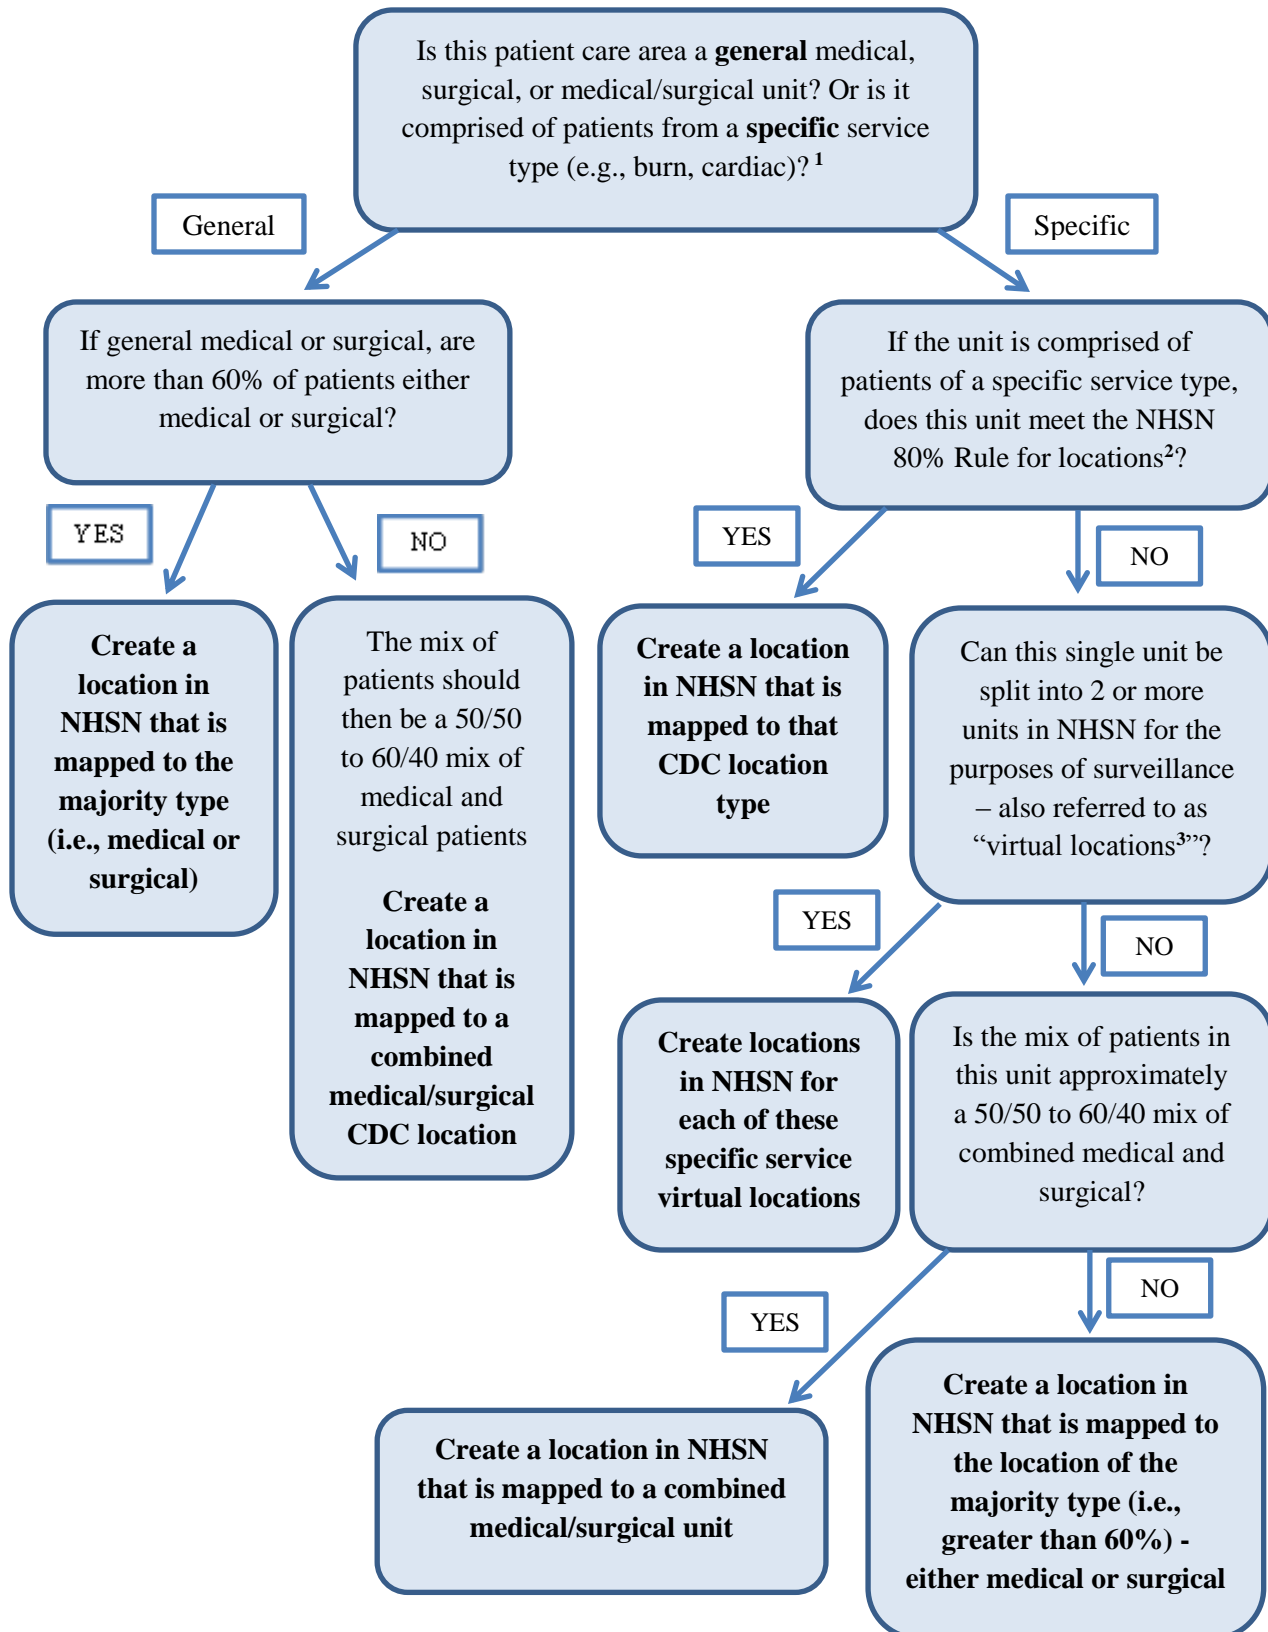 Is this patient care area a general medical,
surgical, or medical/surgical unit? Or is it
comprised of patients from a specific service
type (e.g., burn, cardiac)? 1
General
Specific
If general medical or surgical, are
more than 60% of patients either
medical or surgical?
If the unit is comprised of
patients of a specific service type,
does this unit meet the NHSN
80% Rule for locations2?
YES
NO
YES
NO
Create a
location in
NHSN that is
mapped to the
majority type
(i.e., medical or
surgical)
The mix of
patients should
then be a 50/50
to 60/40 mix of
medical and
surgical patients
Create a
location in
NHSN that is
mapped to a
combined
medical/surgical
CDC location
Create a location
in NHSN that is
mapped to that
CDC location
type
Can this single unit be
split into 2 or more
units in NHSN for the
purposes of surveillance
– also referred to as
“virtual locations3”?
YES
NO
Create locations
in NHSN for
each of these
specific service
virtual locations
Is the mix of patients in
this unit approximately
a 50/50 to 60/40 mix of
combined medical and
surgical?
YES
NO
Create a location in NHSN
that is mapped to a combined
medical/surgical unit
Create a location in
NHSN that is mapped to
the location of the
majority type (i.e.,
greater than 60%) -
either medical or surgical